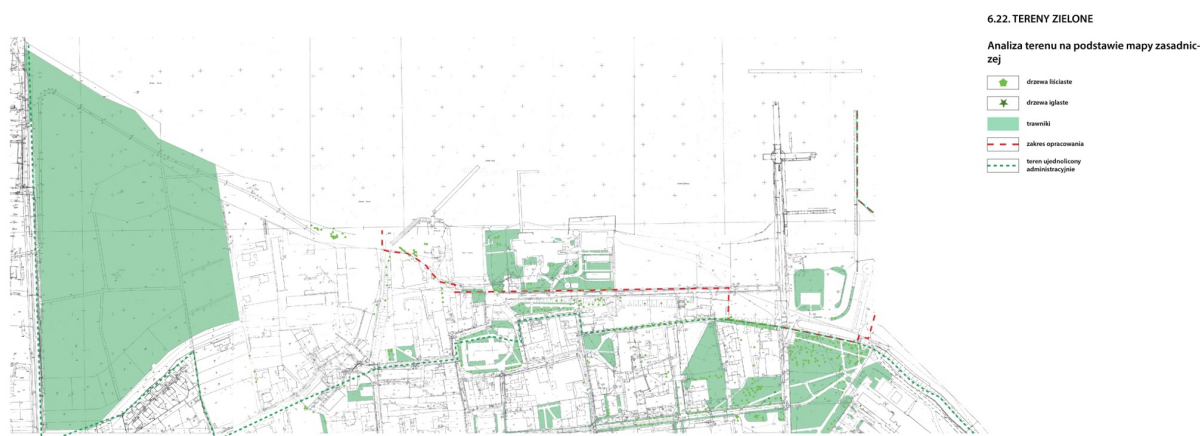 6.22. TERENY ZIELONE
Analiza terenu na podstawie mapy zasadnic-
zej
drzewa liściaste
drzewa iglaste
trawniki
zakres opracowania
teren ujednolicony
administracyjnie